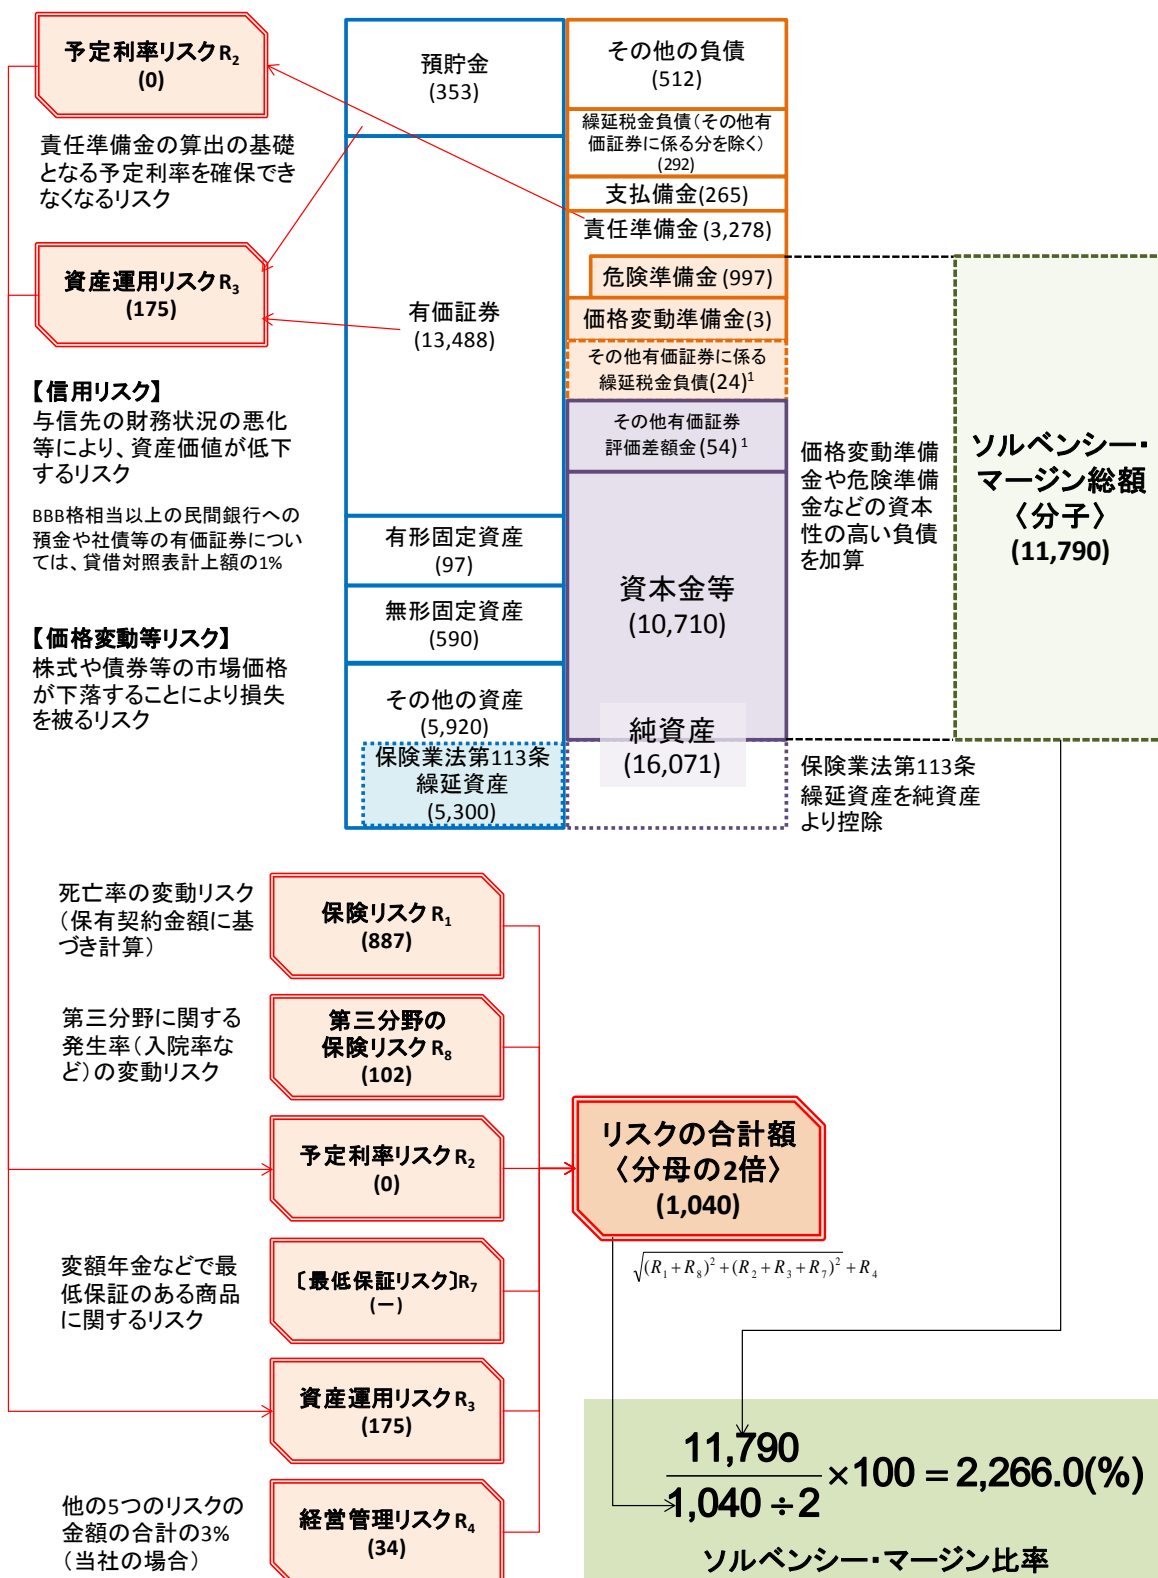 予定利率リスクR2
(0)
責任準備金の算出の基礎
となる予定利率を確保でき
なくなるリスク
資産運用リスクR3
(175)
【信用リスク】
与信先の財務状況の悪化
等により、資産価値が低下
するリスク
BBB格相当以上の民間銀行への
預金や社債等の有価証券につい
ては、貸借対照表計上額の1%
【価格変動等リスク】
株式や債券等の市場価格
が下落することにより損失
を被るリスク
預貯金
(353)
有価証券
(13,488)
有形固定資産
(97)
無形固定資産
(590)
その他の資産
(5,920)
保険業法第113条
繰延資産
(5,300)
その他の負債
(512)
繰延税金負債(その他有
価証券に係る分を除く)
(292)
支払備金(265)
責任準備金(3,278)
危険準備金(997)
価格変動準備金(3)
その他有価証券に係る
繰延税金負債(24)1
その他有価証券
評価差額金(54)1
資本金等
(10,710)
純資産
(16,071)
価格変動準備
金や危険準備
金などの資本
性の高い負債
を加算
保険業法第113条
繰延資産を純資産
より控除
ソルベンシー・
マージン総額
〈分子〉
(11,790)
死亡率の変動リスク
(保有契約金額に基
づき計算)
保険リスクR1
(887)
第三分野に関する
発生率(入院率な
ど)の変動リスク
第三分野の
保険リスクR8
(102)
予定利率リスクR2
(0)
変額年金などで最
低保証のある商品
に関するリスク
〔最低保証リスク〕R7
(ー)
資産運用リスクR3
(175)
他の5つのリスクの
金額の合計の3%
(当社の場合)
経営管理リスクR4
(34)
リスクの合計額
〈分母の2倍〉
(1,040)
√(R1+R8)2+(R2+R3+R7)2+R4
11,790
1,040÷2
×100=2,266.0(%)
ソルベンシー・マージン比率